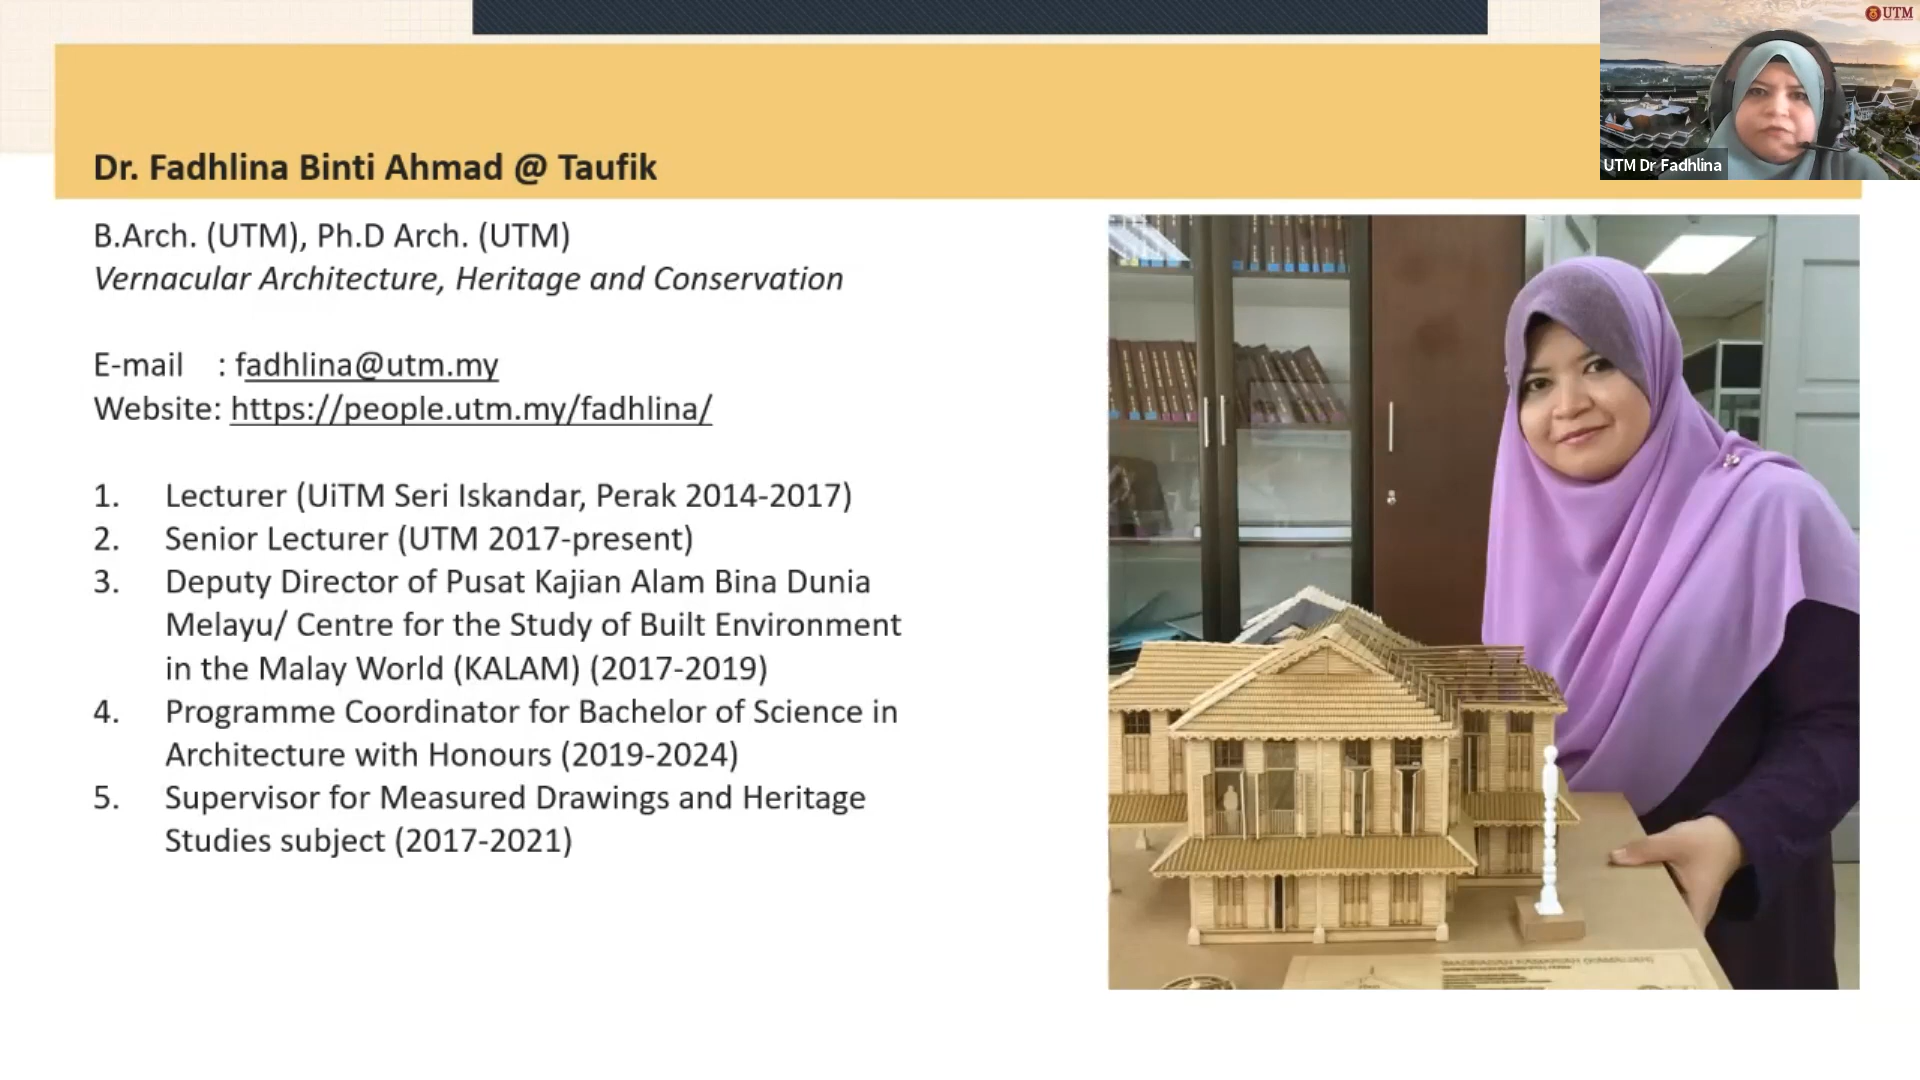 UTM
UTM Dr Fadhlina
Dr. Fadhlina Binti Ahmad @ Taufik
B.Arch. (UTM), Ph.D Arch. (UTM)
Vernacular Architecture, Heritage and Conservation
E-mail : fadhlina@utm.my
Website: https://people.utm.my/fadhlina/
1. Lecturer (UiTM Seri Iskandar, Perak 2014-2017)
2. Senior Lecturer (UTM 2017-present)
3. Deputy Director of Pusat Kajian Alam Bina Dunia
Melayu/ Centre for the Study of Built Environment
in the Malay World (KALAM) (2017-2019)
4. Programme Coordinator for Bachelor of Science in
Architecture with Honours (2019-2024)
5. Supervisor for Measured Drawings and Heritage
Studies subject (2017-2021)